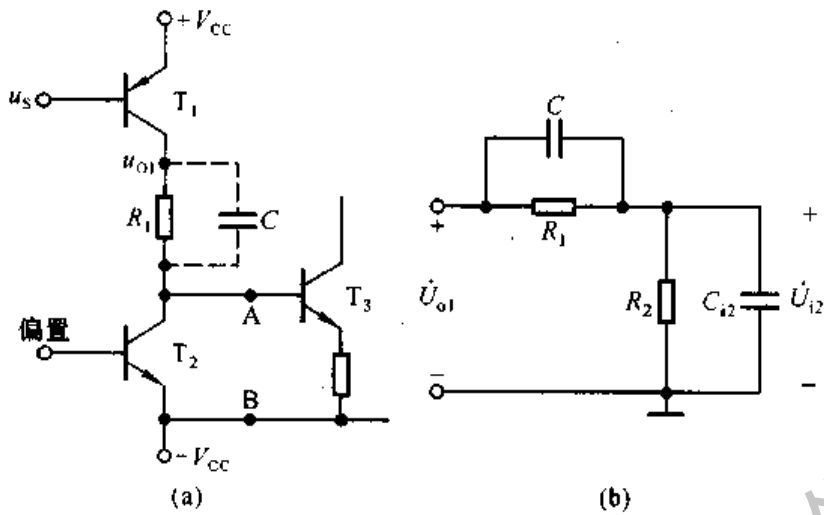 +V_CC
u_S
T_1
u_O1
R_1
C
A
T_3
偏置
T_2
B
-V_CC
(a)
C
+
R_1
+
U̇_o1
R_2
C_i2
U̇_i2
−
−
(b)